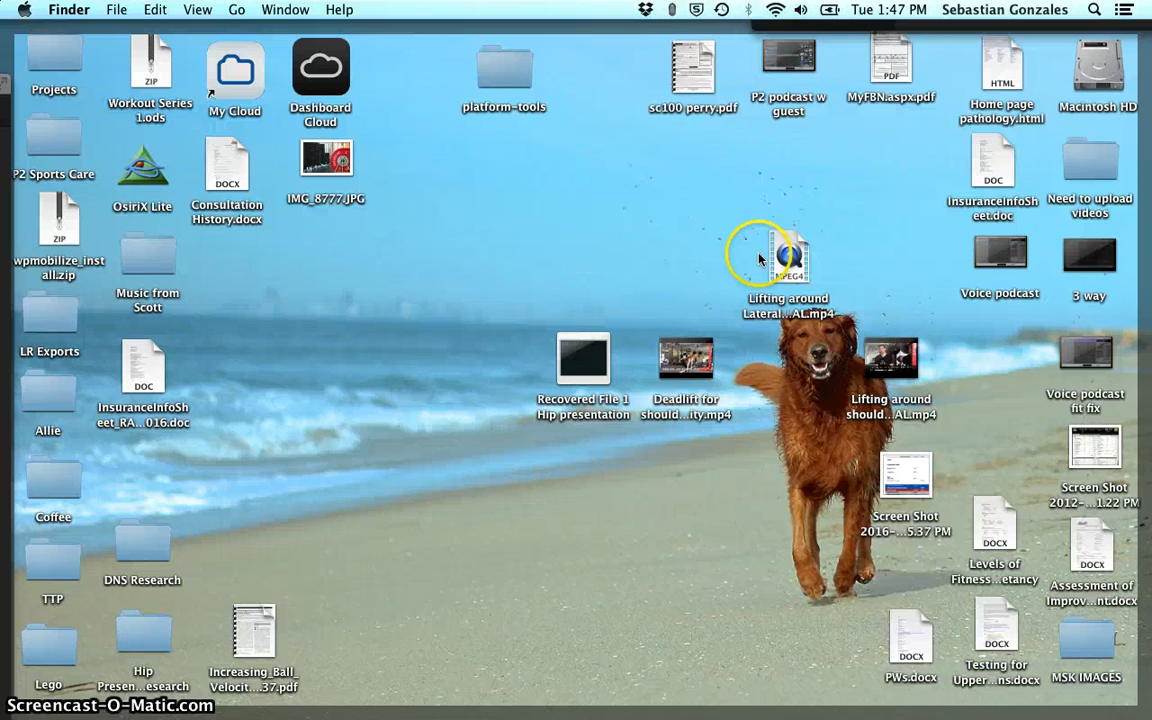 Finder File Edit View Go Window Help
Tue 1:47 PM Sebastian Gonzales
Projects
ZIP
Workout Series
1.ods
My Cloud
Dashboard
Cloud
platform-tools
sc100 perry.pdf
P2 podcast w
guest
PDF
MyFBN.aspx.pdf
HTML
Home page
pathology.html
Macintosh HD
P2 Sports Care
OsiriX Lite
DOCX
Consultation
History.docx
IMG_8777.JPG
DOC
InsuranceInfoSh
eet.doc
Need to upload
videos
ZIP
wpmobilize_inst
all.zip
Music from
Scott
MPEG4
Lifting around
Lateral...AL.mp4
Voice podcast
3 way
LR Exports
DOC
InsuranceInfoSh
eet_RA...016.doc
Recovered File 1
Hip presentation
Deadlift for
should...ity.mp4
Lifting around
should...AL.mp4
Voice podcast
fit fix
Allie
Screen Shot
2016-...5.37 PM
Screen Shot
2012-...1.22 PM
Coffee
DOCX
Levels of
Fitness...etancy
DOCX
Assessment of
Improv...nt.docx
TTP
DNS Research
Lego
Hip
Presen...esearch
Increasing_Ball_
Velocit...37.pdf
DOCX
PWs.docx
DOCX
Testing for
Upper...ns.docx
MSK IMAGES
Screencast-O-Matic.com